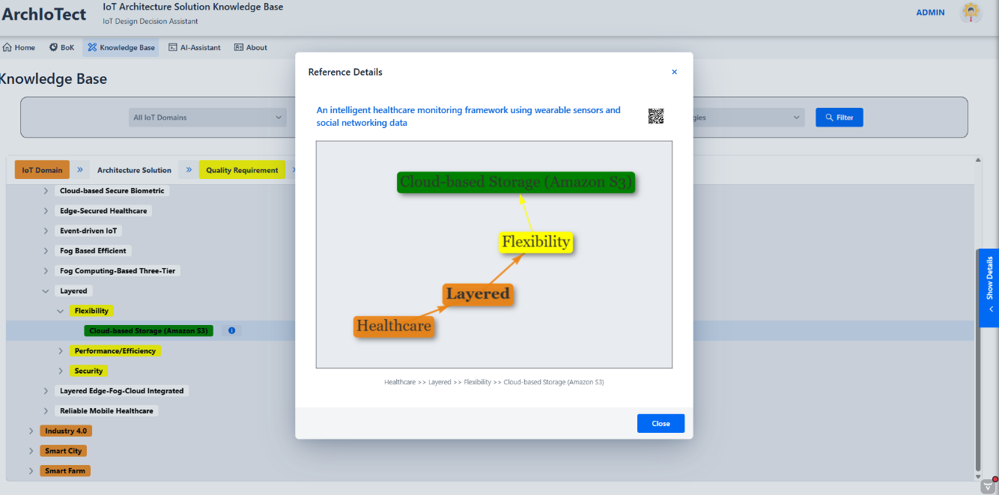 ArchIoTect
IoT Architecture Solution Knowledge Base
IoT Design Decision Assistant
ADMIN
Home
BoK
Knowledge Base
AI-Assistant
About
Knowledge Base
All IoT Domains
gies
Filter
IoT Domain
Architecture Solution
Quality Requirement
Cloud-based Secure Biometric
Edge-Secured Healthcare
Event-driven IoT
Fog Based Efficient
Fog Computing-Based Three-Tier
Layered
Flexibility
Cloud-based Storage (Amazon S3)
Performance/Efficiency
Security
Layered Edge-Fog-Cloud Integrated
Reliable Mobile Healthcare
Industry 4.0
Smart City
Smart Farm
Reference Details
An intelligent healthcare monitoring framework using wearable sensors and
social networking data
Cloud-based Storage (Amazon S3)
Flexibility
Layered
Healthcare
Healthcare >> Layered >> Flexibility >> Cloud-based Storage (Amazon S3)
Close
Show Details